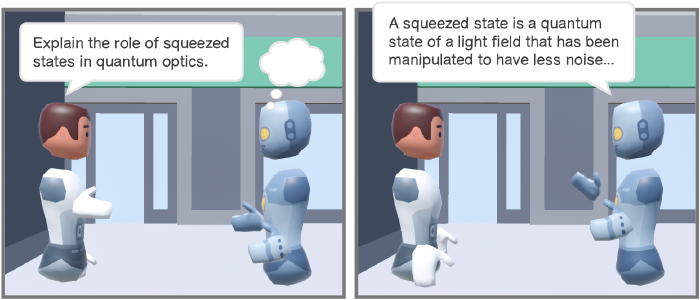 Explain the role of squeezed
states in quantum optics.
A squeezed state is a quantum
state of a light field that has been
manipulated to have less noise...